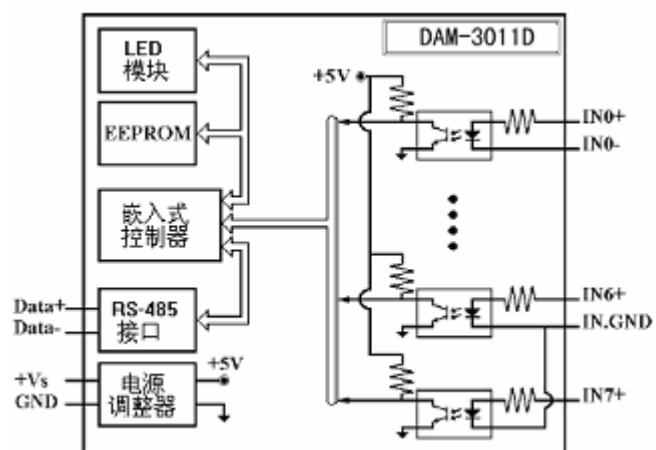 DAM-3011D
LED
模块
+5V
IN0+
IN0-
EEPROM
嵌入式
控制器
IN6+
Data+
RS-485
IN.GND
Data-
接口
+Vs
电源
+5V
GND
调整器
IN7+